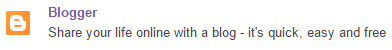 Blogger
Share your life online with a blog - it's quick, easy and free